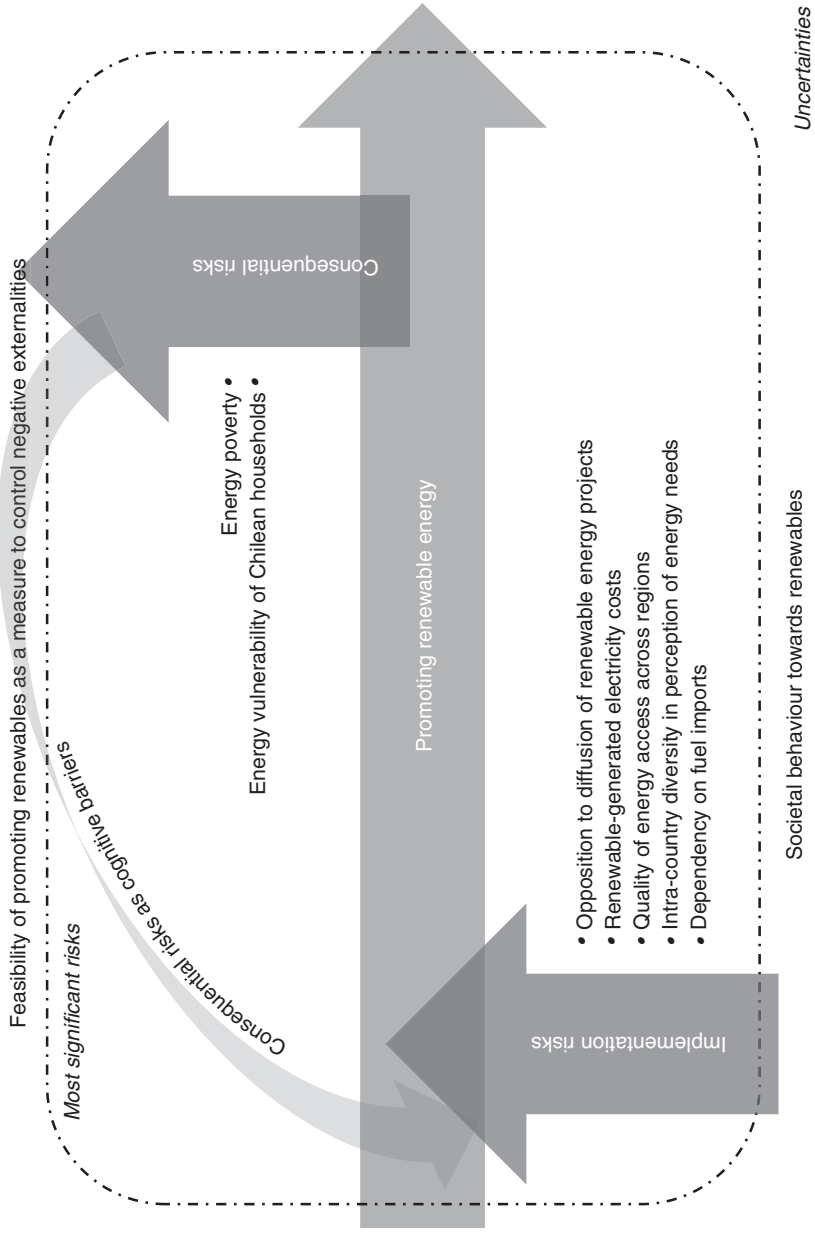 Feasibility of promoting renewables as a measure to control negative externalities
Most significant risks
Consequential risks as cognitive barriers
Energy poverty •
Energy vulnerability of Chilean households •
Consequential risks
Promoting renewable energy
Implementation risks
• Opposition to diffusion of renewable energy projects
• Renewable-generated electricity costs
• Quality of energy access across regions
• Intra-country diversity in perception of energy needs
• Dependency on fuel imports
Societal behaviour towards renewables
Uncertainties